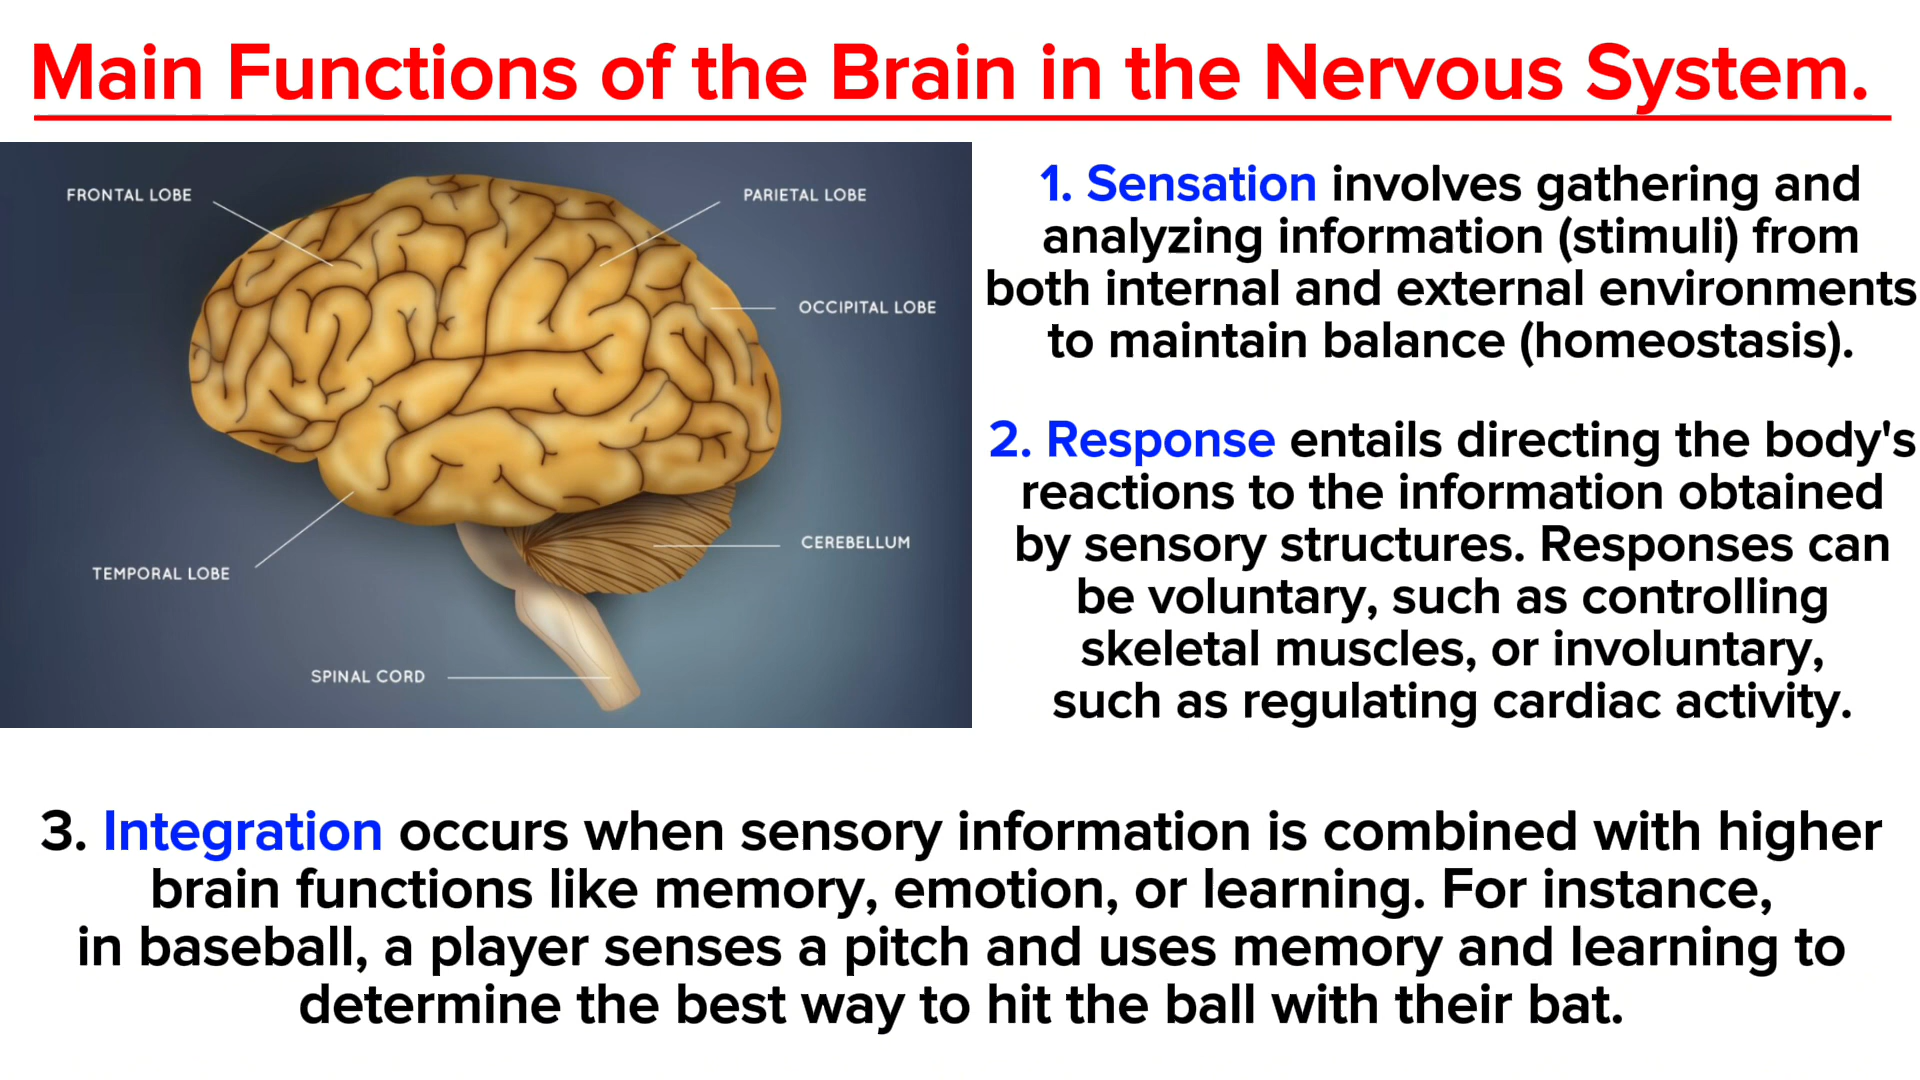 Main Functions of the Brain in the Nervous System.
FRONTAL LOBE
PARIETAL LOBE
OCCIPITAL LOBE
CEREBELLUM
TEMPORAL LOBE
SPINAL CORD
1. Sensation involves gathering and
analyzing information (stimuli) from
both internal and external environments
to maintain balance (homeostasis).
2. Response entails directing the body's
reactions to the information obtained
by sensory structures. Responses can
be voluntary, such as controlling
skeletal muscles, or involuntary,
such as regulating cardiac activity.
3. Integration occurs when sensory information is combined with higher
brain functions like memory, emotion, or learning. For instance,
in baseball, a player senses a pitch and uses memory and learning to
determine the best way to hit the ball with their bat.